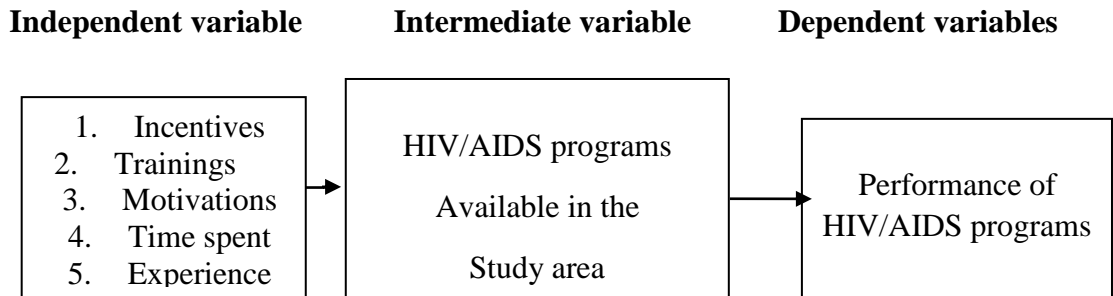 Independent variable Intermediate variable Dependent variables
1. Incentives
2. Trainings
3. Motivations
4. Time spent
5. Experience
HIV/AIDS programs
Available in the
Study area
Performance of
HIV/AIDS programs